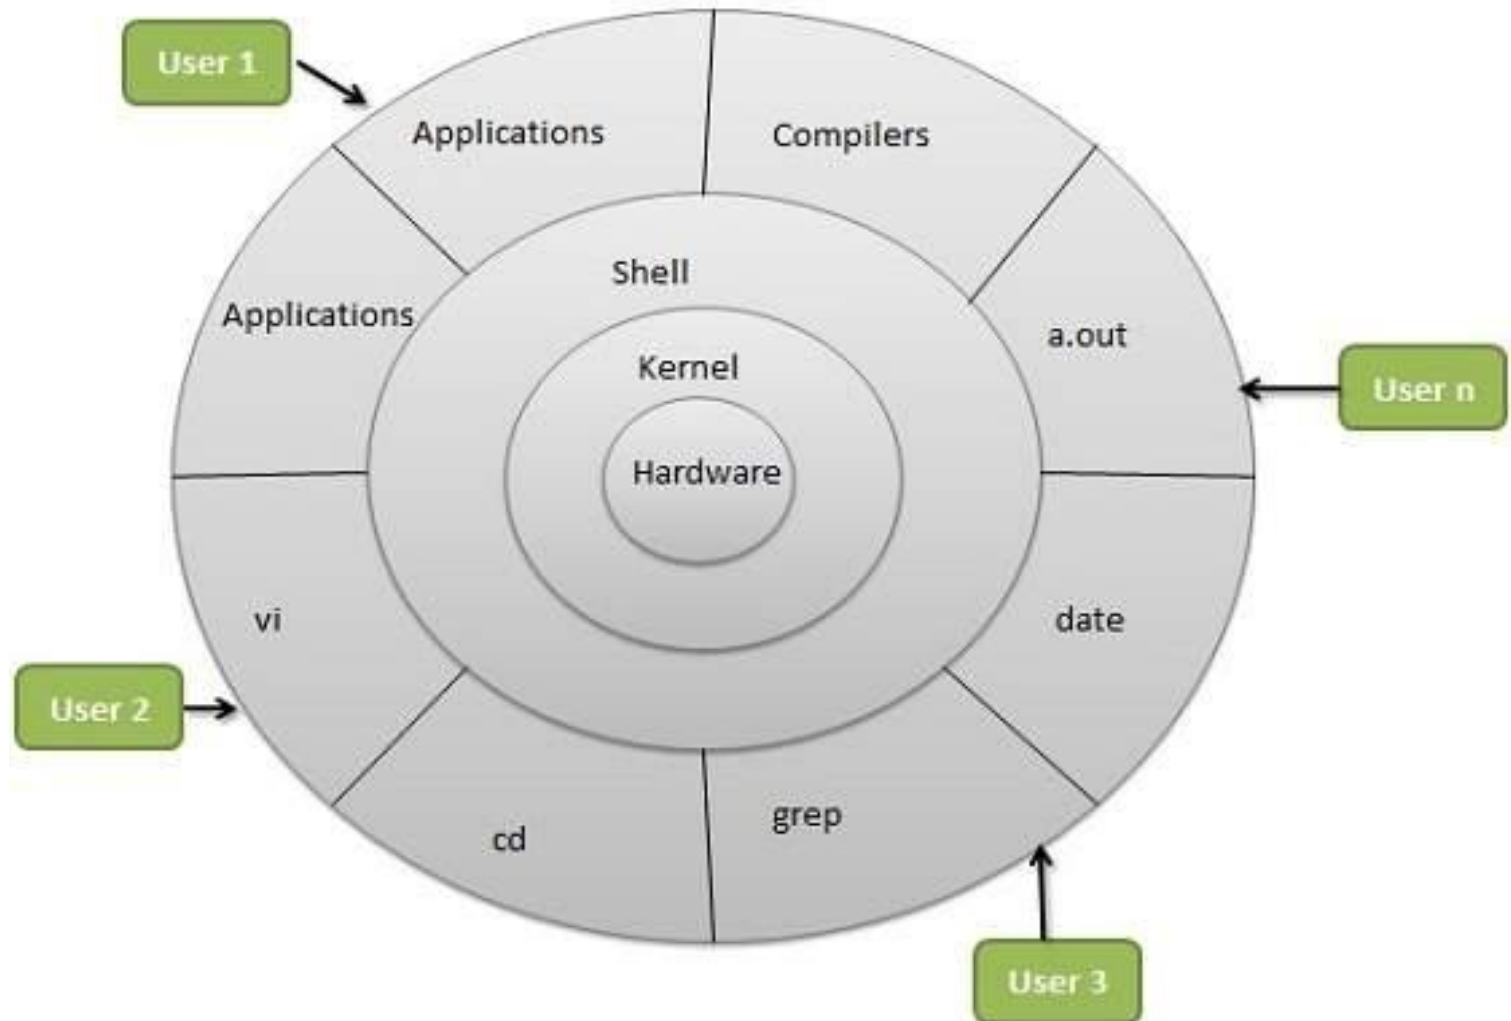 User 1
Applications
Compilers
Shell
Applications
a.out
Kernel
User n
Hardware
vi
date
User 2
grep
cd
User 3